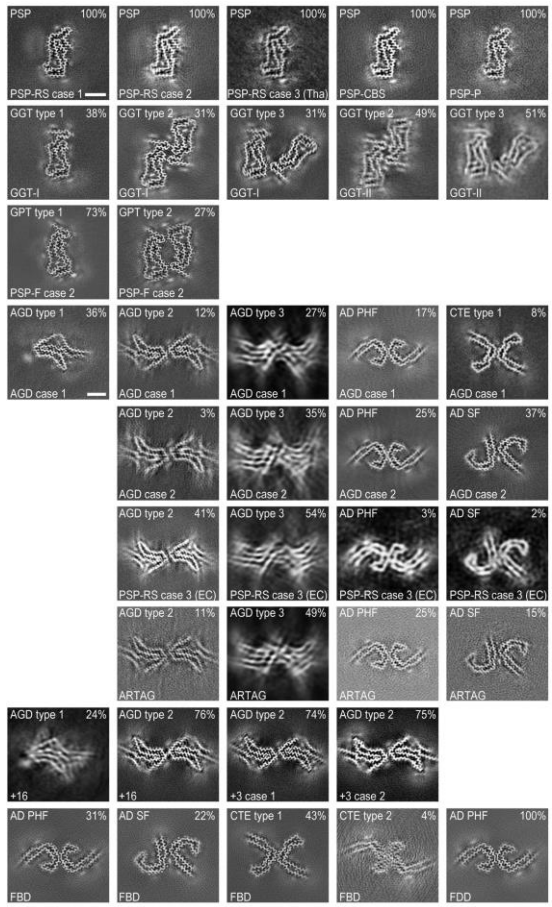 PSP 100%
PSP-RS case 1
PSP 100%
PSP-RS case 2
PSP 100%
PSP-RS case 3 (Tha)
PSP 100%
PSP-CBS
PSP 100%
PSP-P
GGT type 1 38%
GGT-I
GGT type 2 31%
GGT-I
GGT type 3 31%
GGT-I
GGT type 2 49%
GGT-II
GGT type 3 51%
GGT-II
GPT type 1 73%
PSP-F case 2
GPT type 2 27%
PSP-F case 2
AGD type 1 36%
AGD case 1
AGD type 2 12%
AGD case 1
AGD type 3 27%
AGD case 1
AD PHF 17%
AGD case 1
CTE type 1 8%
AGD case 1
AGD type 2 3%
AGD case 2
AGD type 3 35%
AGD case 2
AD PHF 25%
AGD case 2
AD SF 37%
AGD case 2
AGD type 2 41%
PSP-RS case 3 (EC)
AGD type 3 54%
PSP-RS case 3 (EC)
AD PHF 3%
PSP-RS case 3 (EC)
AD SF 2%
PSP-RS case 3 (EC)
AGD type 2 11%
ARTAG
AGD type 3 49%
ARTAG
AD PHF 25%
ARTAG
AD SF 15%
ARTAG
AGD type 1 24%
+16
AGD type 2 76%
+16
AGD type 2 74%
+3 case 1
AGD type 2 75%
+3 case 2
AD PHF 31%
FBD
AD SF 22%
FBD
CTE type 1 43%
FBD
CTE type 2 4%
FBD
AD PHF 100%
FDD